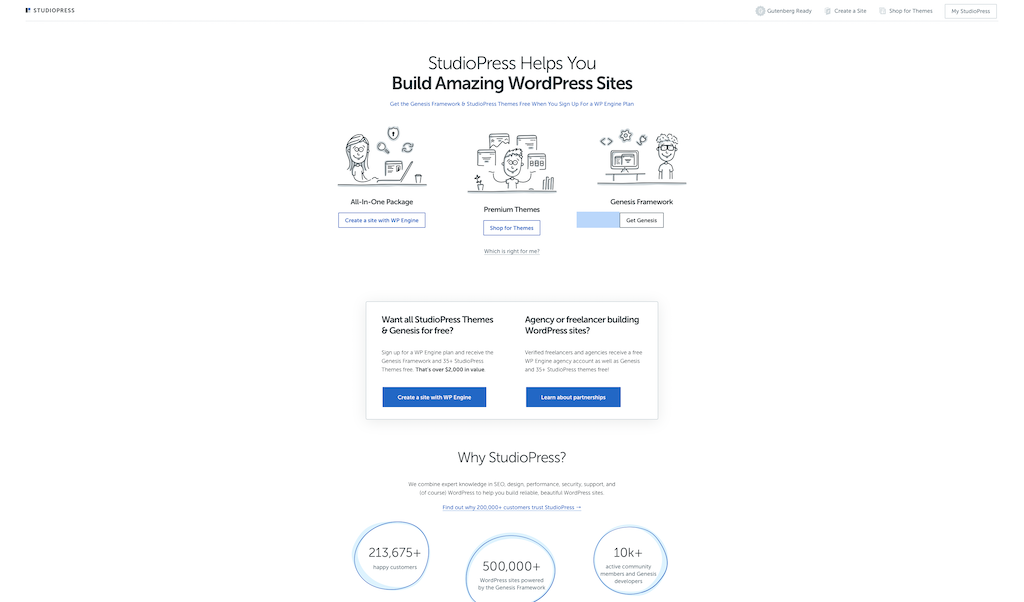 STUDIOPRESS
Gutenberg Ready
Create a Site
Shop for Themes
My StudioPress
StudioPress Helps You
Build Amazing WordPress Sites
Get the Genesis Framework & StudioPress Themes Free When You Sign Up For a WP Engine Plan
All-In-One Package
Create a site with WP Engine
Premium Themes
Shop for Themes
Genesis Framework
Get Genesis
Which is right for me?
Want all StudioPress Themes
& Genesis for free?
Sign up for a WP Engine plan and receive the
Genesis Framework and 35+ StudioPress
Themes free. That's over $2,000 in value.
Create a site with WP Engine
Agency or freelancer building
WordPress sites?
Verified freelancers and agencies receive a free
WP Engine agency account as well as Genesis
and 35+ StudioPress themes free!
Learn about partnerships
Why StudioPress?
We combine expert knowledge in SEO, design, performance, security, support, and
(of course) WordPress to help you build reliable, beautiful WordPress sites.
Find out why 200,000+ customers trust StudioPress →
213,675+
happy customers
500,000+
WordPress sites powered
by the Genesis Framework
10k+
active community
members and Genesis
developers